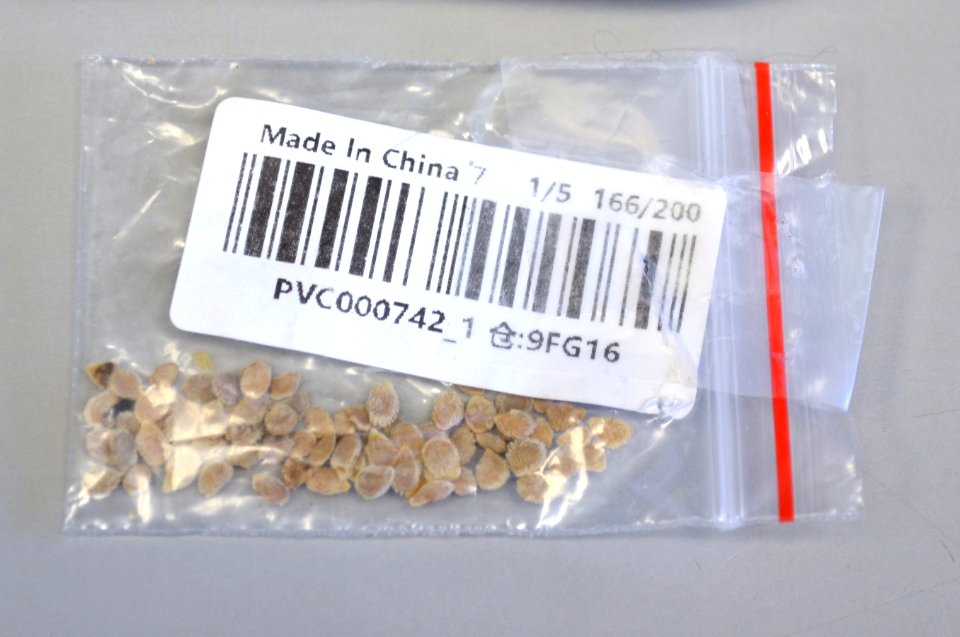 Made In China 7 1/5 166/200
PVC000742_1 仓:9FG16